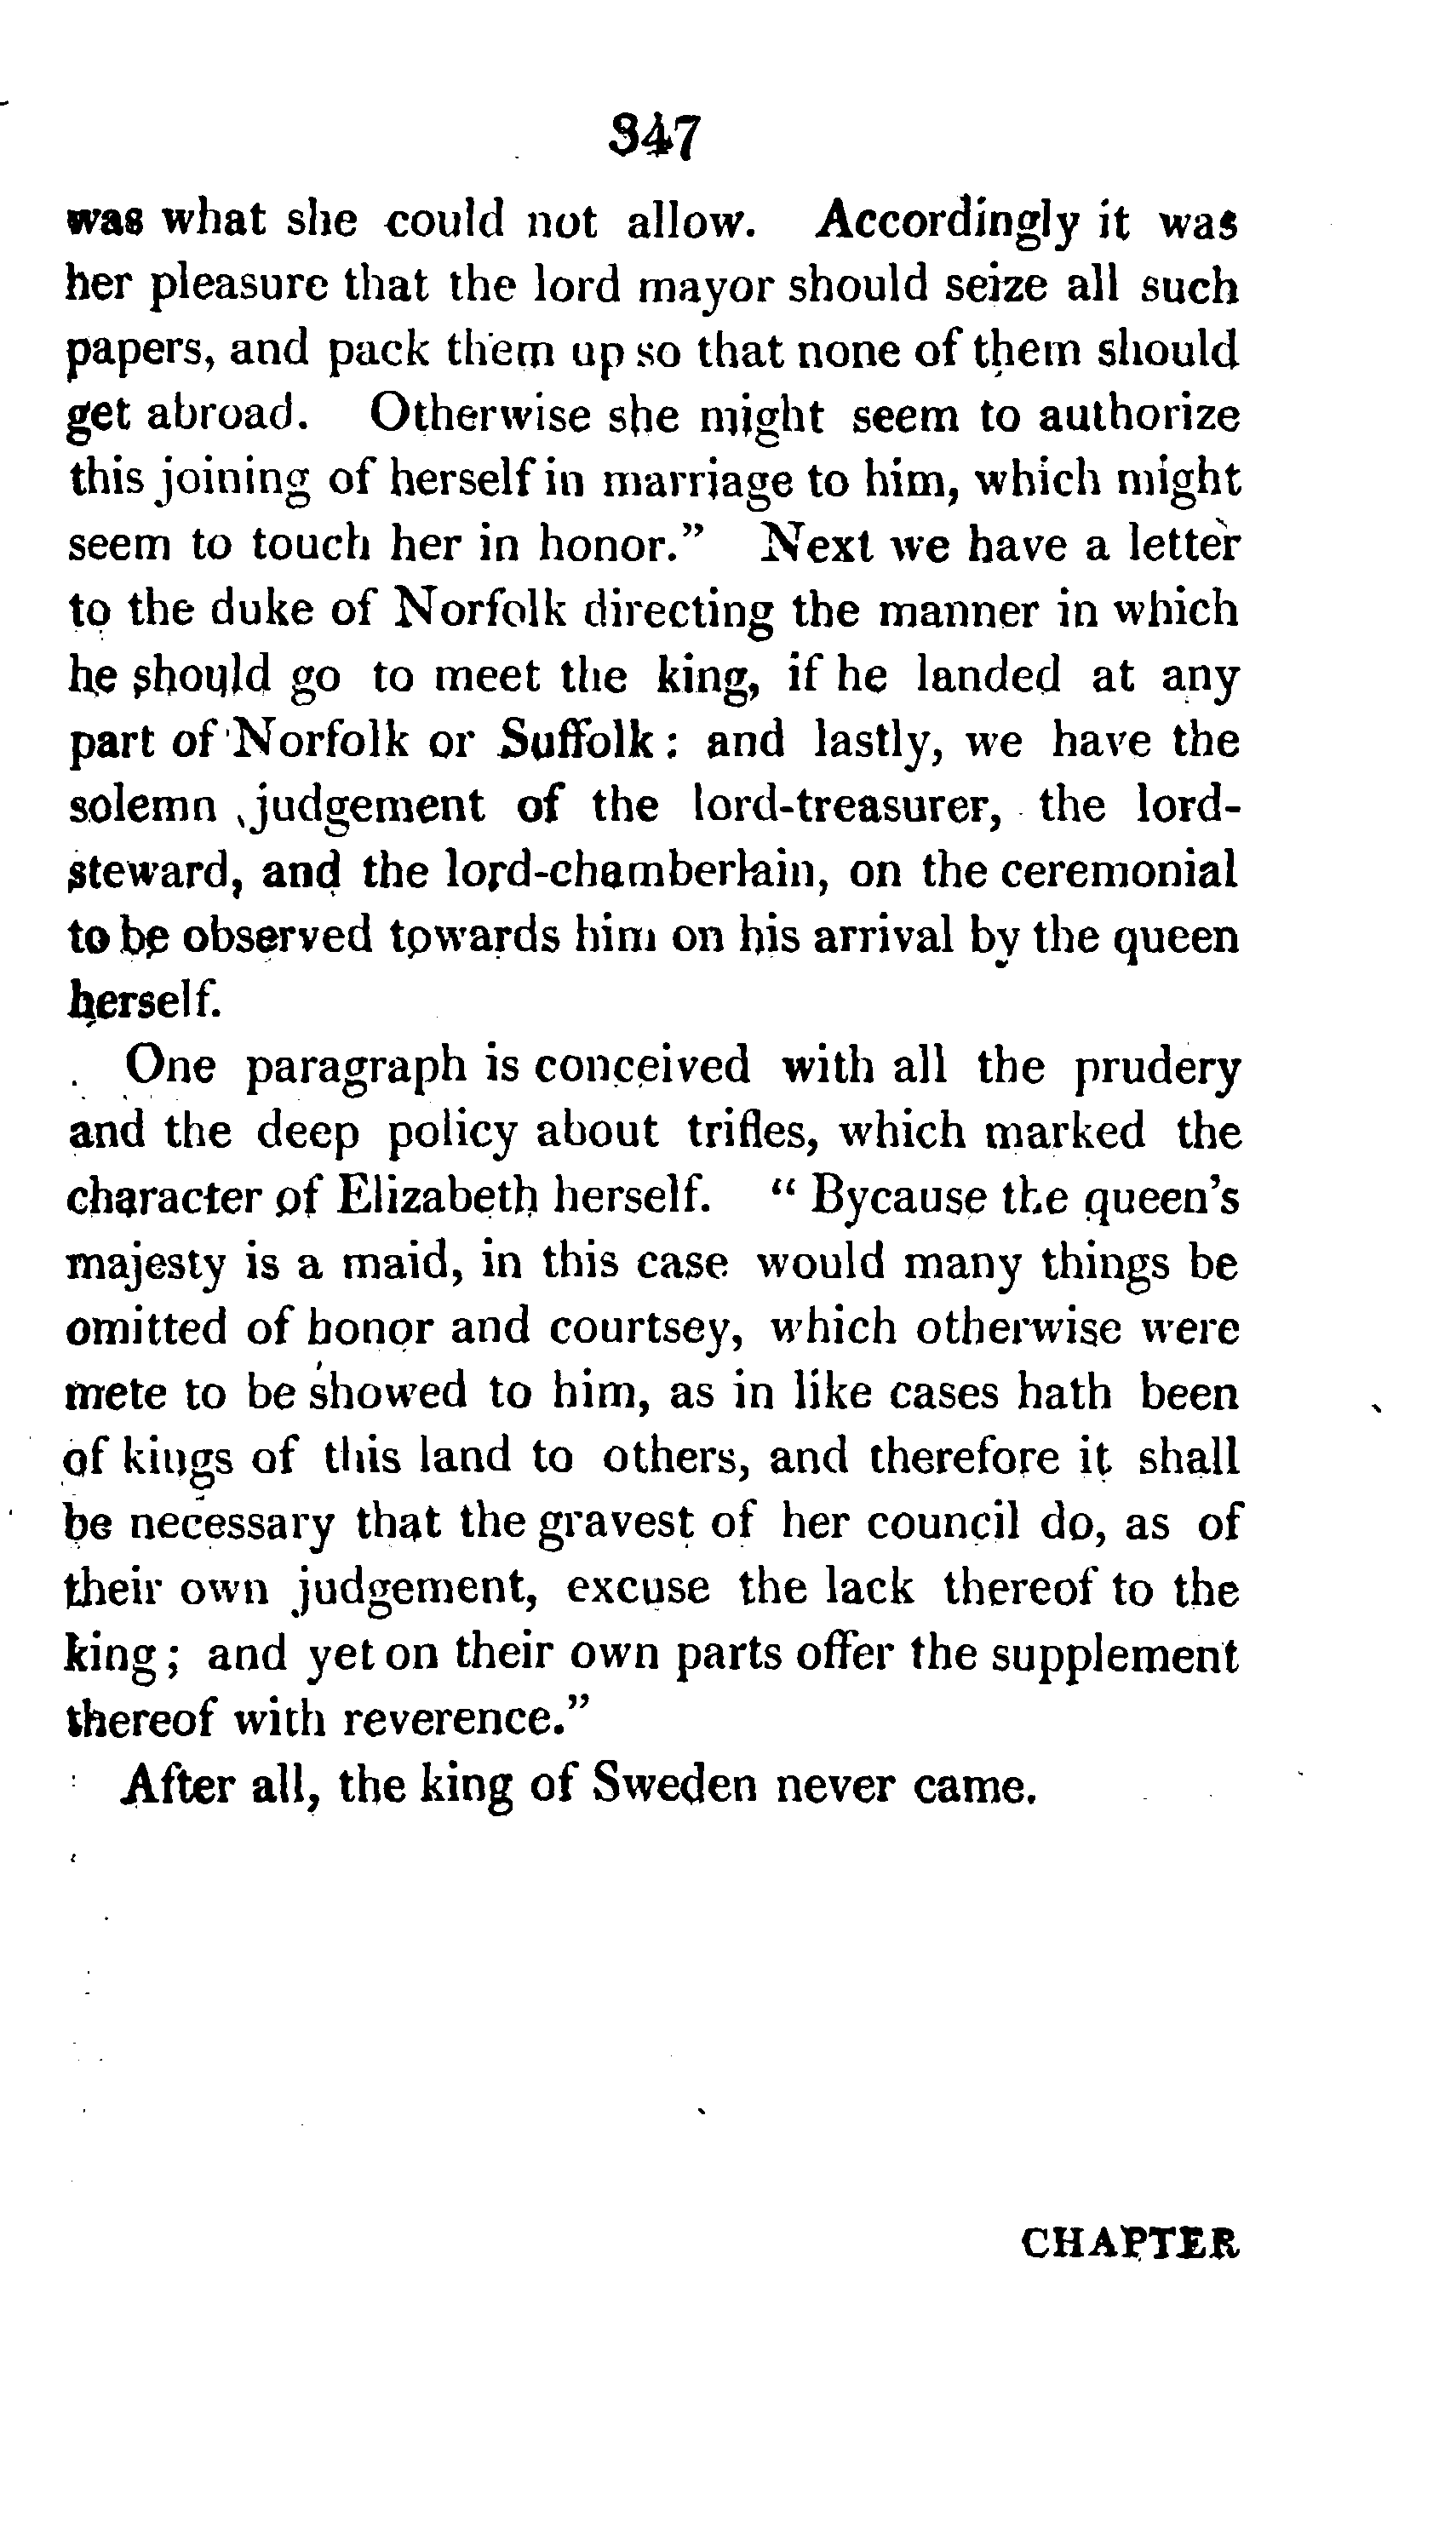 347
was what she could not allow. Accordingly it was
her pleasure that the lord mayor should seize all such
papers, and pack them up so that none of them should
get abroad. Otherwise she might seem to authorize
this joining of herself in marriage to him, which might
seem to touch her in honor.” Next we have a letter
to the duke of Norfolk directing the manner in which
he should go to meet the king, if he landed at any
part of Norfolk or Suffolk: and lastly, we have the
solemn judgement of the lord-treasurer, the lord-
steward, and the lord-chamberlain, on the ceremonial
to be observed towards him on his arrival by the queen
herself.
One paragraph is conceived with all the prudery
and the deep policy about trifles, which marked the
character of Elizabeth herself. “Bycause the queen's
majesty is a maid, in this case would many things be
omitted of honor and courtsey, which otherwise were
mete to be showed to him, as in like cases hath been
of kings of this land to others, and therefore it shall
be necessary that the gravest of her council do, as of
their own judgement, excuse the lack thereof to the
king; and yet on their own parts offer the supplement
thereof with reverence.”
After all, the king of Sweden never came.
CHAPTER